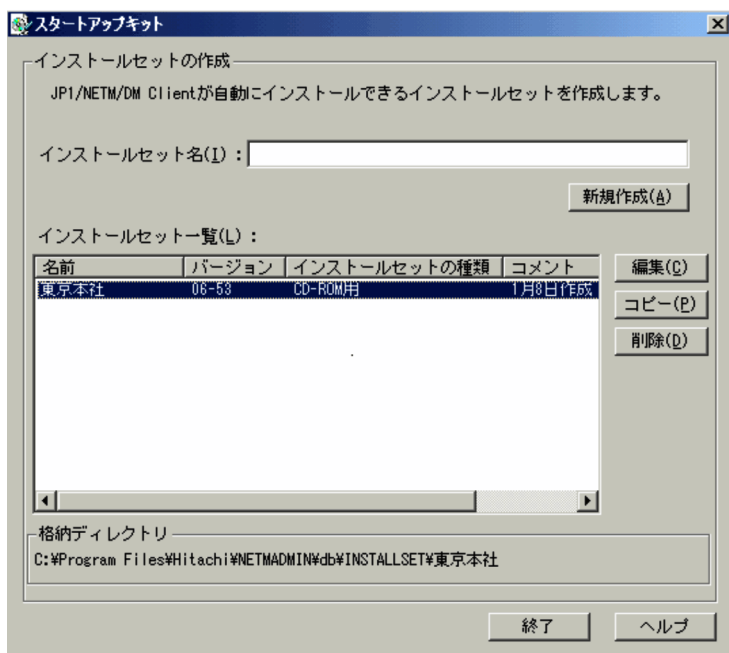 スタートアップキット
インストールセットの作成
JP1/NETM/DM Clientが自動にインストールできるインストールセットを作成します。
インストールセット名(I)：
新規作成(A)
インストールセット一覧(L)：
名前 バージョン インストールセットの種類 コメント
東京本社 06-53 CD-ROM用 1月8日作成
編集(C)
コピー(P)
削除(D)
格納ディレクトリ
C:¥Program Files¥Hitachi¥NETMADMIN¥db¥INSTALLSET¥東京本社
終了 ヘルプ